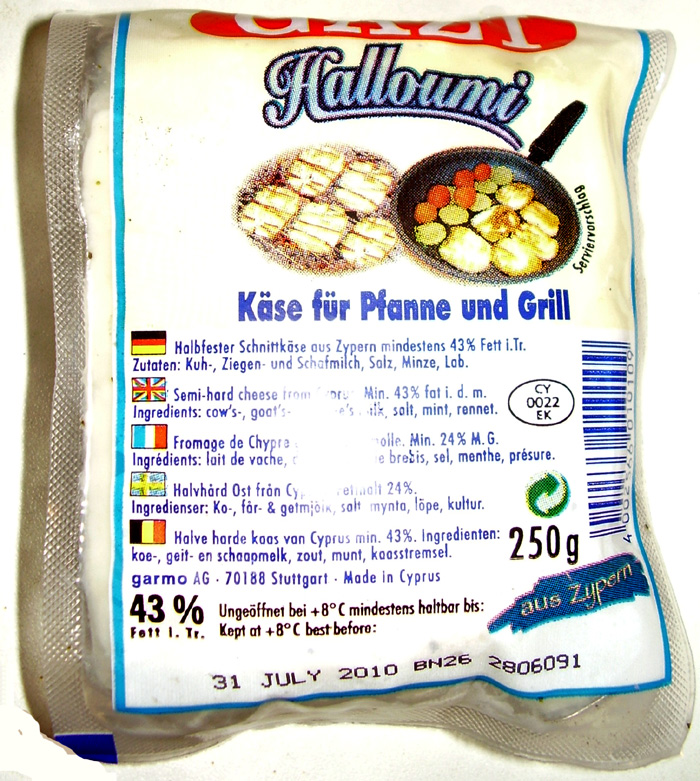 GAZI
Halloumi
Serviervorschlag
Käse für Pfanne und Grill
Halbfester Schnittkäse aus Zypern mindestens 43% Fett i.Tr.
Zutaten: Kuh-, Ziegen- und Schafmilch, Salz, Minze, Lab.
Semi-hard cheese from Min. 43% fat i. d. m.
Ingredients: cow's-, goat's- salt, mint, rennet.
CY
0022
EK
Fromage de Chypre Min. 24% M.G.
Ingrédients: lait de vache, brebis, sel, menthe, présure.
Halvhård Ost från 24%.
Ingredienser: Ko-, får- & getmjölk, salt mynta, löpe, kultur.
Halve harde kaas van Cyprus min. 43%. Ingredienten:
koe-, geit- en schaapmelk, zout, munt, kaasstremsel.
250g
garmo AG · 70188 Stuttgart · Made in Cyprus
aus Zypern
43 %
Fett i. Tr.
Ungeöffnet bei +8°C mindestens haltbar bis:
Kept at +8°C best before:
31 JULY 2010 BN26 2806091